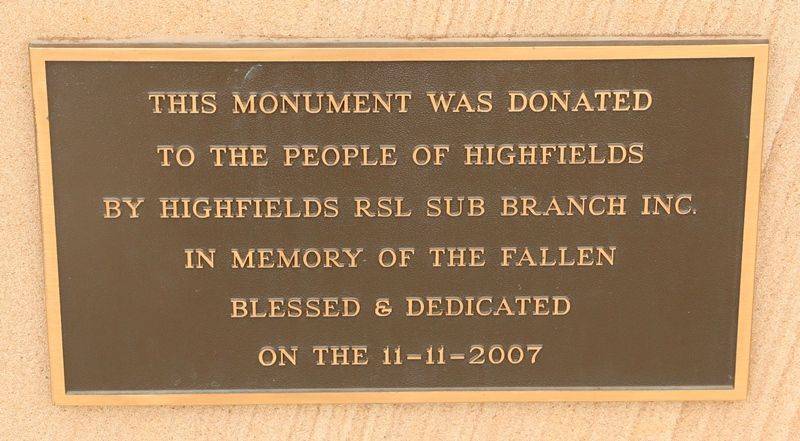 THIS MONUMENT WAS DONATED
TO THE PEOPLE OF HIGHFIELDS
BY HIGHFIELDS RSL SUB BRANCH INC.
IN MEMORY OF THE FALLEN
BLESSED & DEDICATED
ON THE 11-11-2007